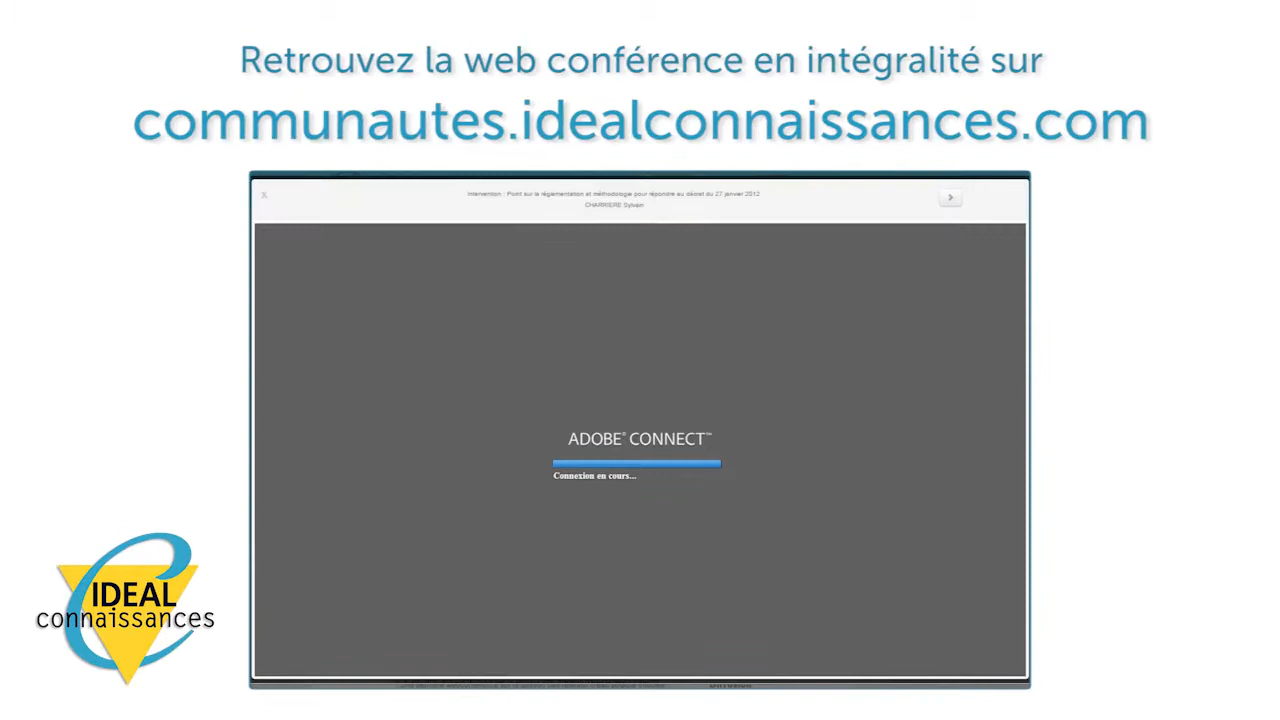 Retrouvez la web conférence en intégralité sur
communautes.idealconnaissances.com
X
Intervention : Point sur la réglementation et méthodologie pour répondre au décret du 27 janvier 2012
CHARRIERE Sylvain
ADOBE® CONNECT™
Connexion en cours...
IDEAL
connaissances